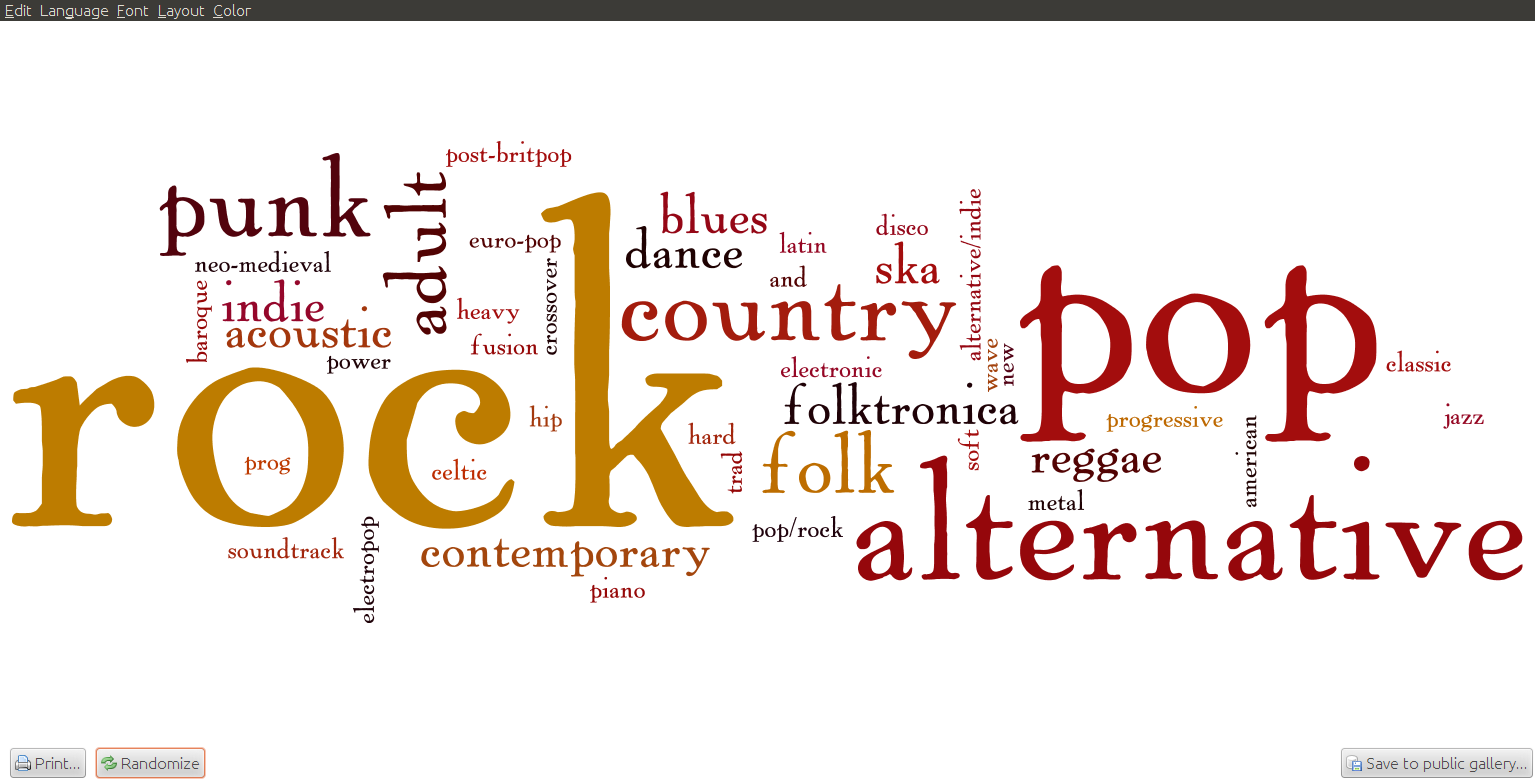 Edit Language Font Layout Color
post-britpop
punk
adult
blues
disco
alternative/indie
euro-pop
dance
latin
ska
neo-medieval
and
baroque
indie
heavy
crossover
country
acoustic
fusion
power
electronic
wave
new
pop
classic
rock
folktronica
hip
hard
progressive
jazz
prog
celtic
trad
folk
soft
reggae
american
metal
soundtrack
electropop
contemporary
pop/rock
alternative
piano
Print...
Randomize
Save to public gallery...